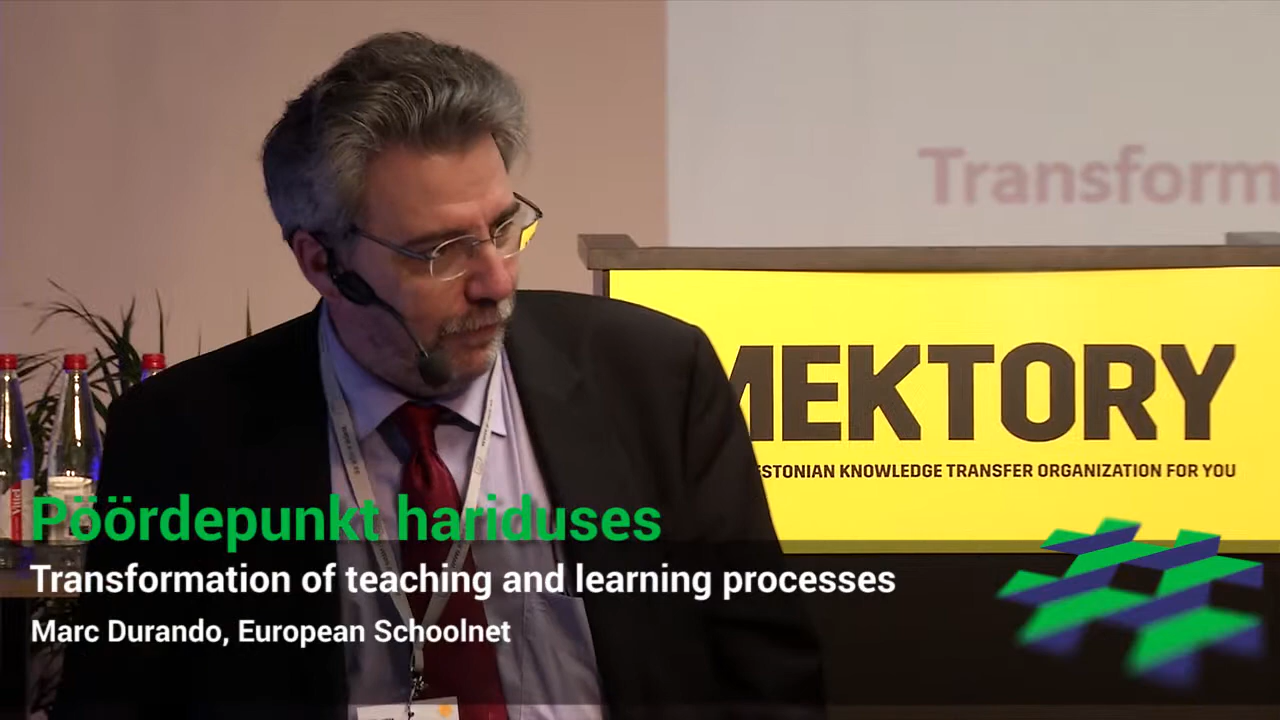 Transform
MEKTORY
ESTONIAN KNOWLEDGE TRANSFER ORGANIZATION FOR YOU
Vittel
Pöördepunkt hariduses
Transformation of teaching and learning processes
Marc Durando, European Schoolnet